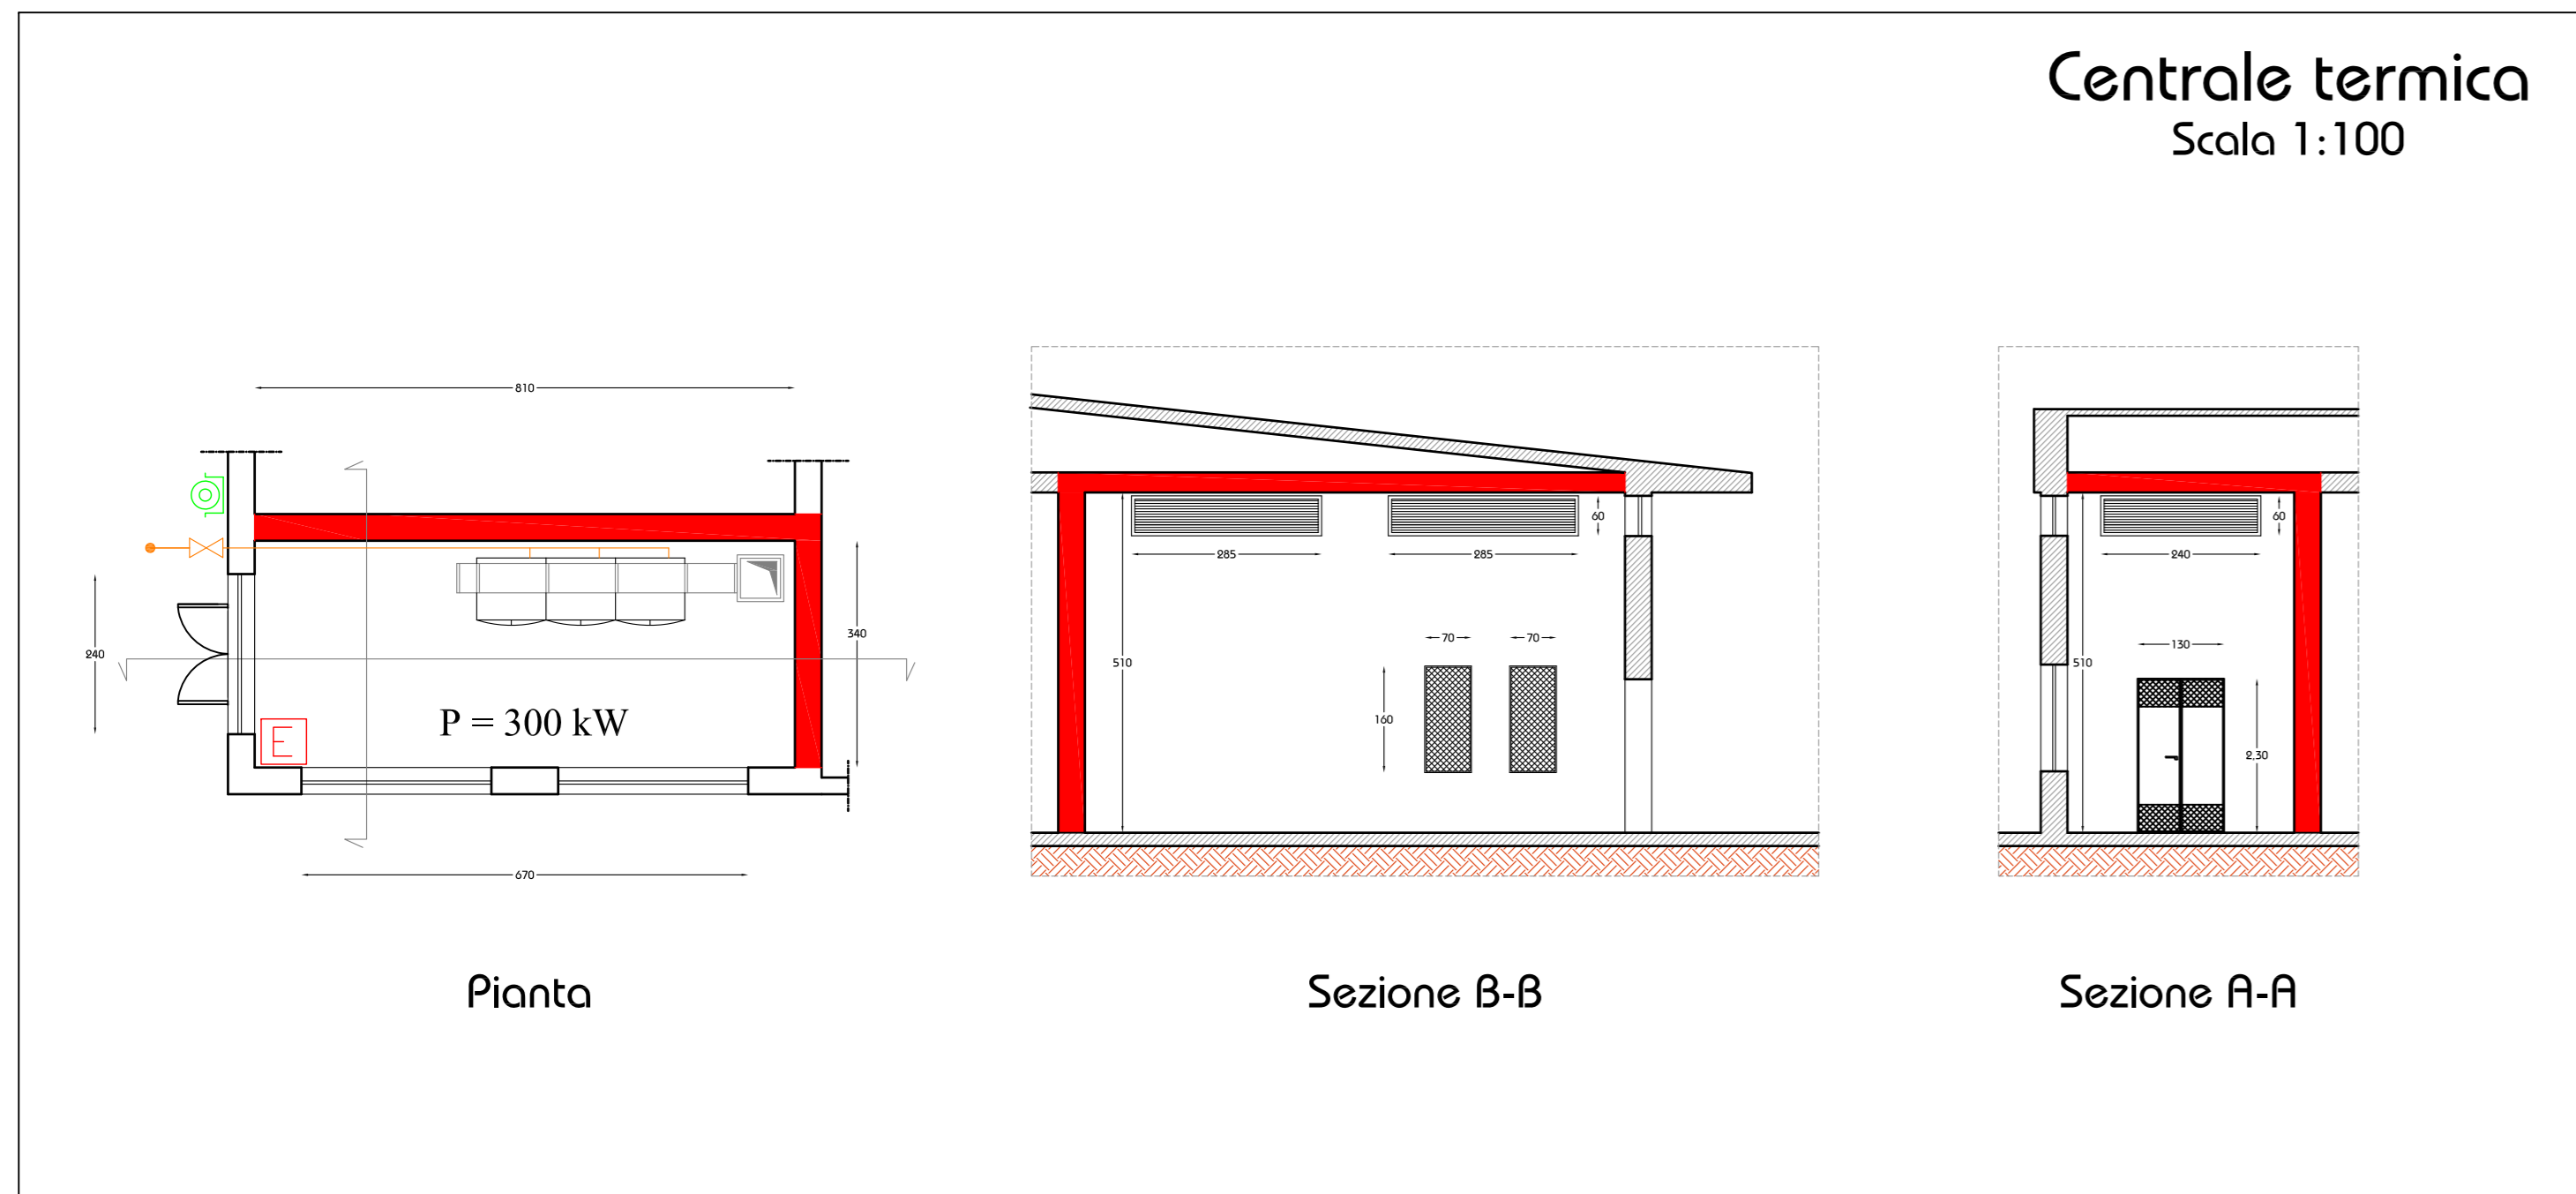 Centrale termica
Scala 1:100
810
240
340
E
P = 300 kW
670
Pianta
285
285
60
70
70
510
160
Sezione B-B
60
240
130
510
2,30
Sezione A-A